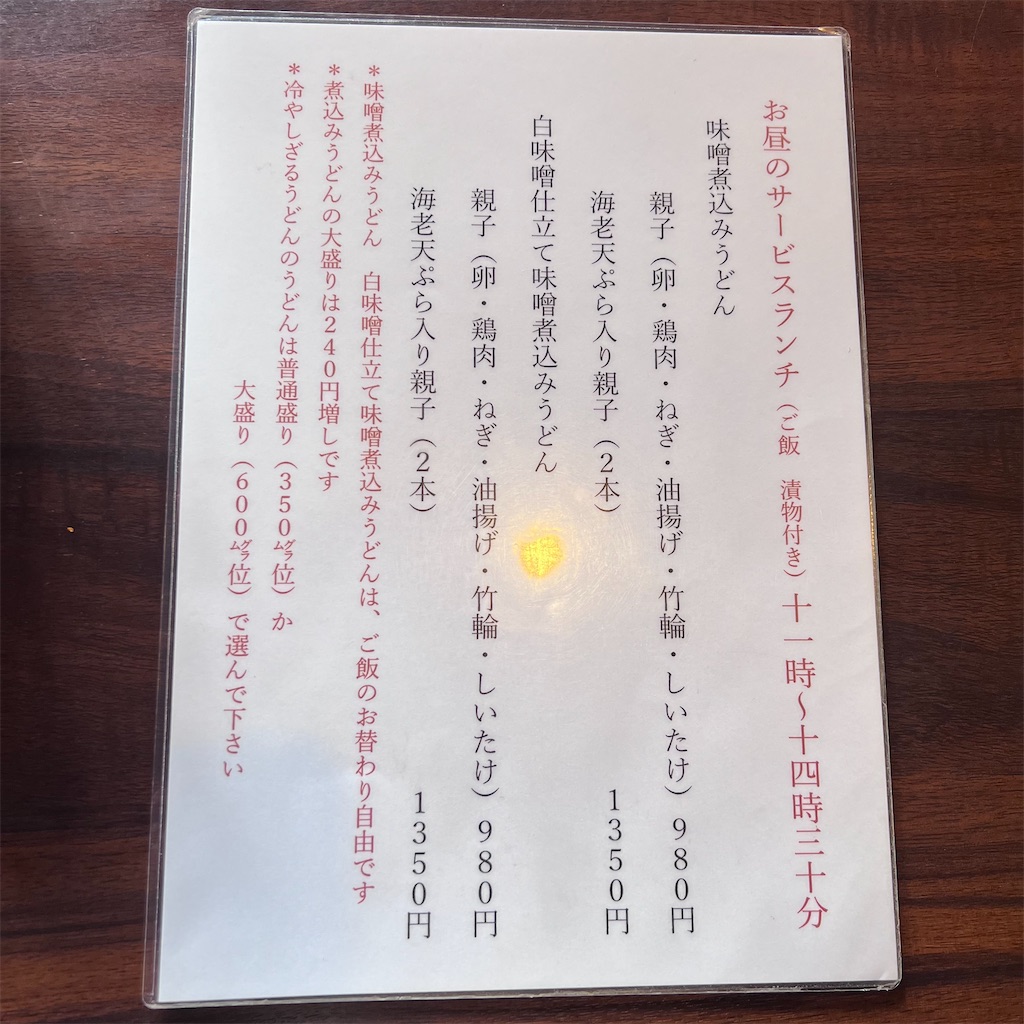 お昼のサービスランチ（ご飯　漬物付き）十一時～十四時三十分
味噌煮込みうどん
親子（卵・鶏肉・ねぎ・油揚げ・竹輪・しいたけ）９８０円
海老天ぷら入り親子（２本）　１３５０円
白味噌仕立て味噌煮込みうどん
親子（卵・鶏肉・ねぎ・油揚げ・竹輪・しいたけ）９８０円
海老天ぷら入り親子（２本）　１３５０円
＊味噌煮込みうどん　白味噌仕立て味噌煮込みうどんは、ご飯のお替わり自由です
＊煮込みうどんの大盛りは２４０円増しです
＊冷やしざるうどんのうどんは普通盛り（３５０㌘位）か
大盛り（６００㌘位）で選んで下さい